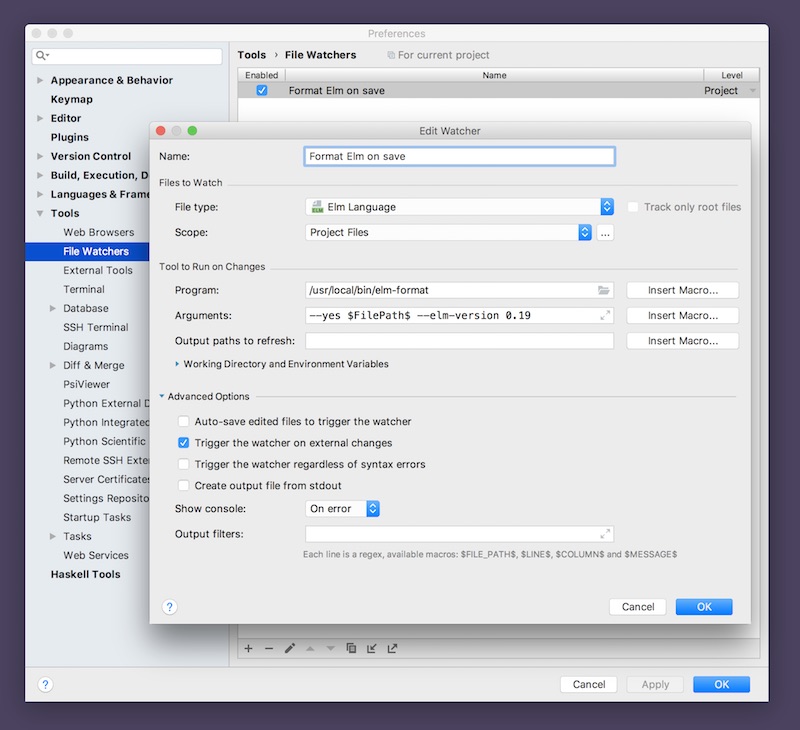 Preferences
Tools › File Watchers For current project
Enabled Name Level
Format Elm on save Project
Appearance & Behavior
Keymap
Editor
Plugins
Version Control
Build, Execution, D
Languages & Frame
Tools
Web Browsers
File Watchers
External Tools
Terminal
Database
SSH Terminal
Diagrams
Diff & Merge
PsiViewer
Python External D
Python Integrated
Python Scientific
Remote SSH Exter
Server Certificates
Settings Reposito
Startup Tasks
Tasks
Web Services
Haskell Tools
Edit Watcher
Name: Format Elm on save
Files to Watch
File type: ELM Elm Language Track only root files
Scope: Project Files ...
Tool to Run on Changes
Program: /usr/local/bin/elm-format Insert Macro...
Arguments: --yes $FilePath$ --elm-version 0.19 Insert Macro...
Output paths to refresh: Insert Macro...
Working Directory and Environment Variables
Advanced Options
Auto-save edited files to trigger the watcher
Trigger the watcher on external changes
Trigger the watcher regardless of syntax errors
Create output file from stdout
Show console: On error
Output filters:
Each line is a regex, available macros: $FILE_PATH$, $LINE$, $COLUMN$ and $MESSAGE$
? Cancel OK
? Cancel Apply OK